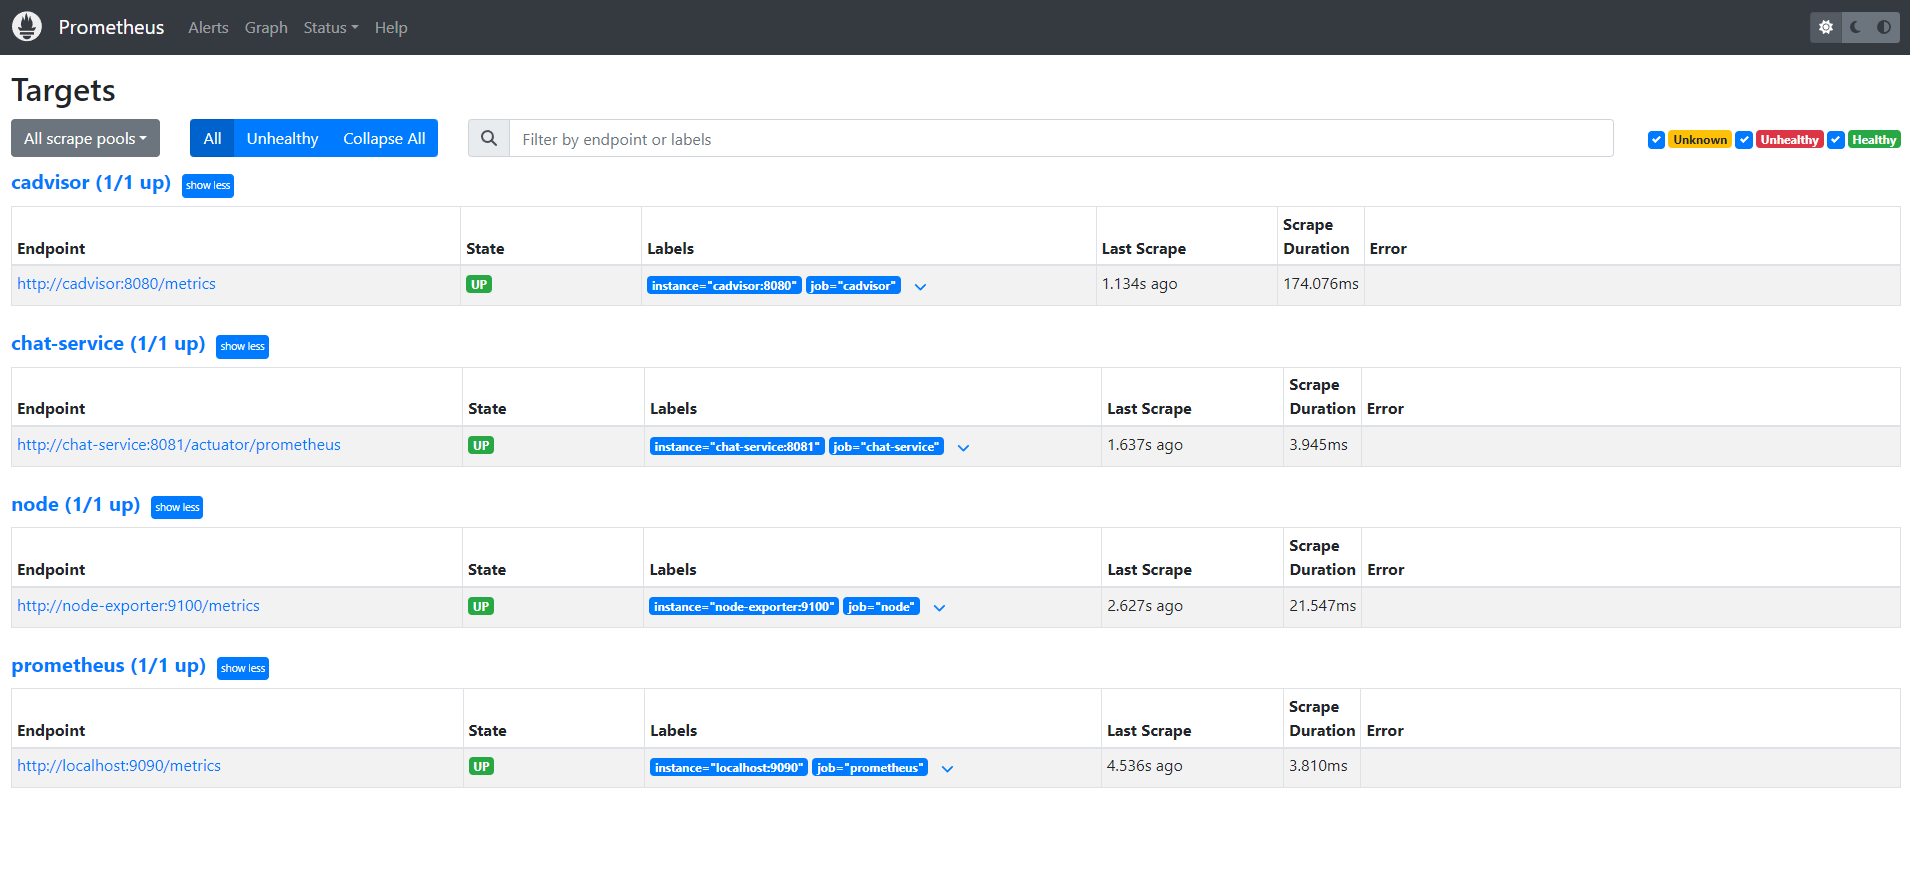 Prometheus Alerts Graph Status Help
Targets
All scrape pools All Unhealthy Collapse All Filter by endpoint or labels Unknown Unhealthy Healthy
cadvisor (1/1 up) show less
Endpoint State Labels Last Scrape Scrape Duration Error
http://cadvisor:8080/metrics UP instance="cadvisor:8080" job="cadvisor" 1.134s ago 174.076ms
chat-service (1/1 up) show less
Endpoint State Labels Last Scrape Scrape Duration Error
http://chat-service:8081/actuator/prometheus UP instance="chat-service:8081" job="chat-service" 1.637s ago 3.945ms
node (1/1 up) show less
Endpoint State Labels Last Scrape Scrape Duration Error
http://node-exporter:9100/metrics UP instance="node-exporter:9100" job="node" 2.627s ago 21.547ms
prometheus (1/1 up) show less
Endpoint State Labels Last Scrape Scrape Duration Error
http://localhost:9090/metrics UP instance="localhost:9090" job="prometheus" 4.536s ago 3.810ms